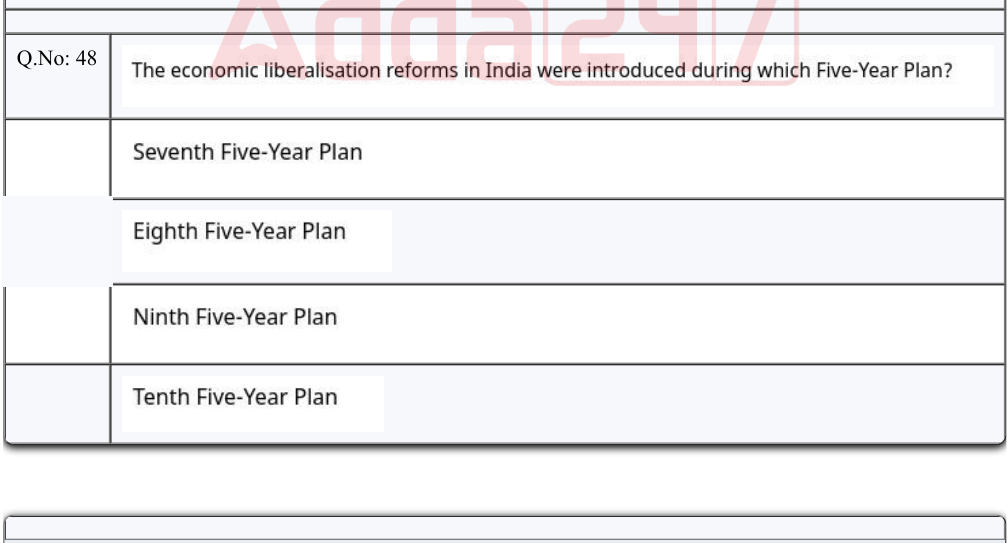 Adda247
Q.No: 48
The economic liberalisation reforms in India were introduced during which Five-Year Plan?
Seventh Five-Year Plan
Eighth Five-Year Plan
Ninth Five-Year Plan
Tenth Five-Year Plan